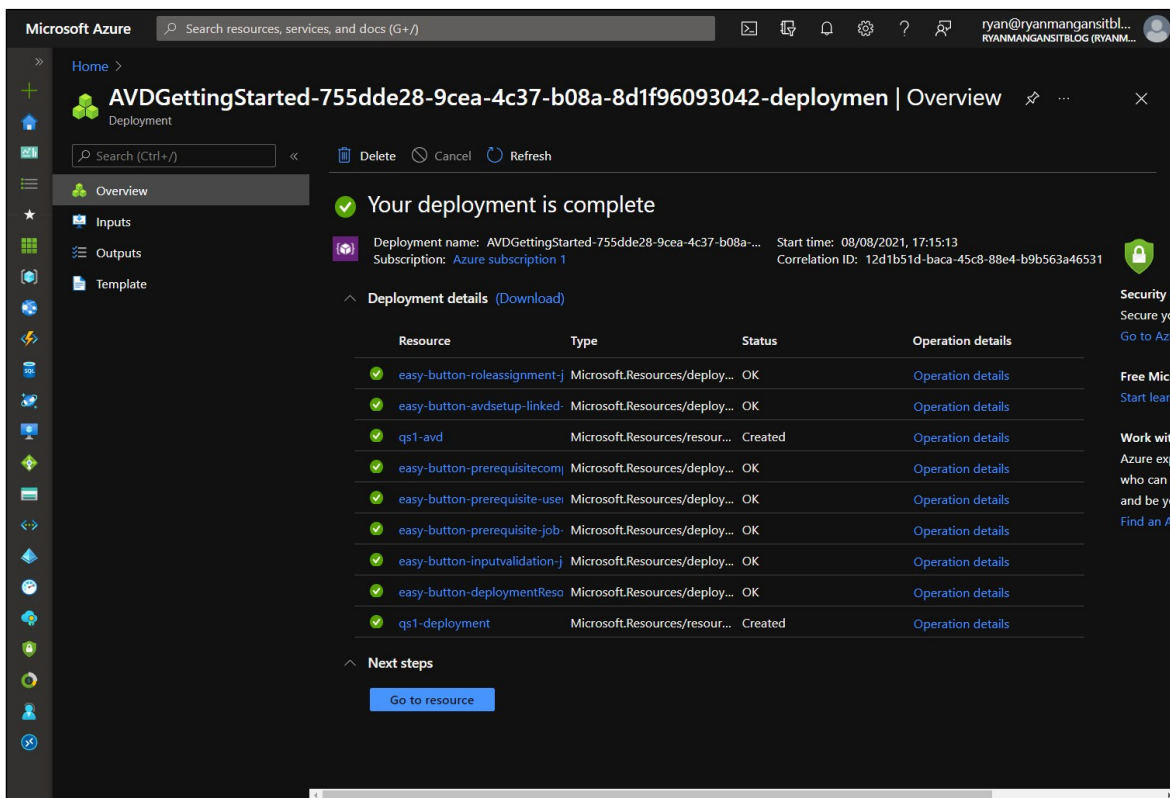 Microsoft Azure
Search resources, services, and docs (G+/)
ryan@ryanmangansitbl...
RYANMANGANSITBLOG (RYANM...
Home >
AVDGettingStarted-755dde28-9cea-4c37-b08a-8d1f96093042-deploymen | Overview
Deployment
Search (Ctrl+/)
Delete Cancel Refresh
Overview
Inputs
Outputs
Template
Your deployment is complete
Deployment name: AVDGettingStarted-755dde28-9cea-4c37-b08a-... Start time: 08/08/2021, 17:15:13
Subscription: Azure subscription 1 Correlation ID: 12d1b51d-baca-45c8-88e4-b9b563a46531
Deployment details (Download)
Resource Type Status Operation details
easy-button-roleassignment-j Microsoft.Resources/deploy... OK Operation details
easy-button-avdsetup-linked- Microsoft.Resources/deploy... OK Operation details
qs1-avd Microsoft.Resources/resour... Created Operation details
easy-button-prerequisitecom Microsoft.Resources/deploy... OK Operation details
easy-button-prerequisite-use Microsoft.Resources/deploy... OK Operation details
easy-button-prerequisite-job- Microsoft.Resources/deploy... OK Operation details
easy-button-inputvalidation-j Microsoft.Resources/deploy... OK Operation details
easy-button-deploymentReso Microsoft.Resources/deploy... OK Operation details
qs1-deployment Microsoft.Resources/resour... Created Operation details
Next steps
Go to resource
Security
Secure yo
Go to Az
Free Mic
Start lear
Work wit
Azure exp
who can
and be yo
Find an A